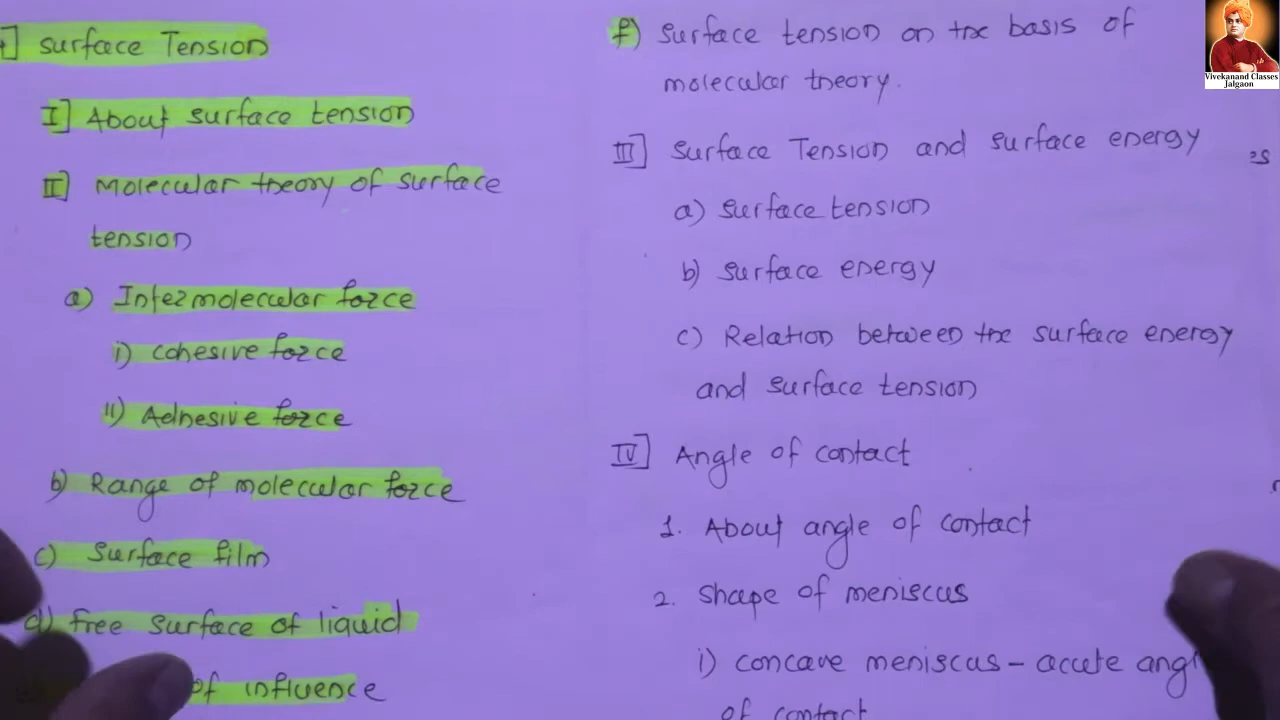 ] Surface Tension
I] About surface tension
II] Molecular theory of surface
tension
a) Intermolecular force
i) cohesive force
ii) Adhesive force
b) Range of molecular force
c) Surface film
d) free surface of liquid
of influence
f) Surface tension on the basis of
molecular theory.
III] Surface Tension and surface energy
a) Surface tension
b) Surface energy
c) Relation between the surface energy
and surface tension
IV] Angle of contact
1. About angle of contact
2. Shape of meniscus
i) concave meniscus - accute angl
of contact
Vivekanand Classes
Jalgaon